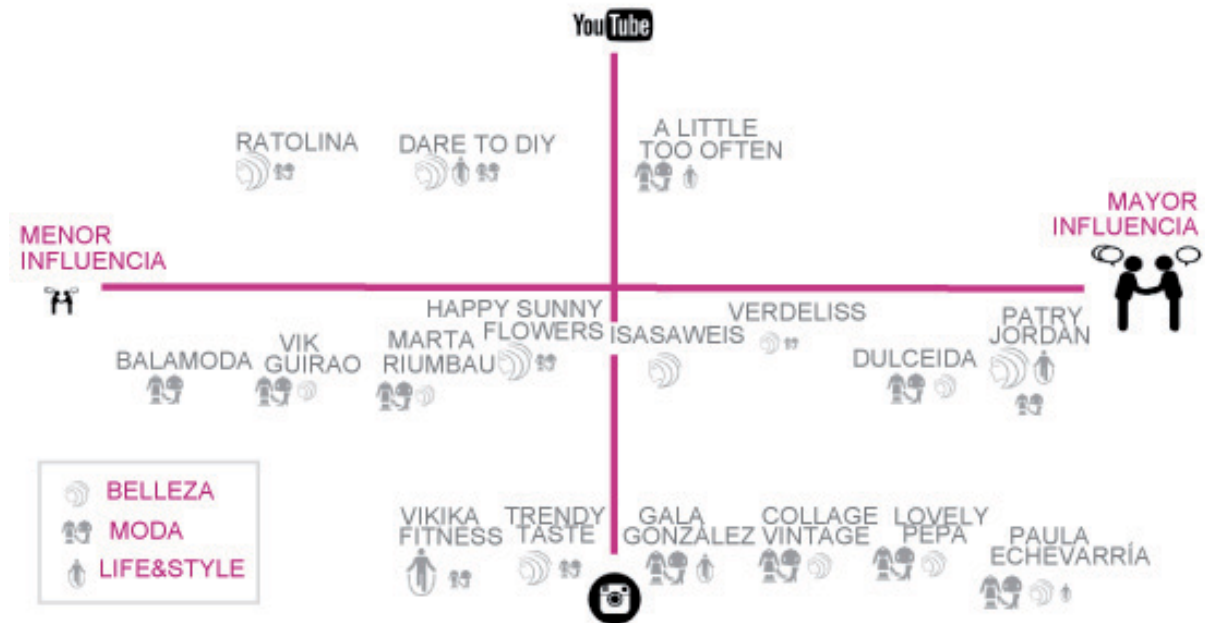 YouTube
RATOLINA
DARE TO DIY
A LITTLE
TOO OFTEN
MENOR
INFLUENCIA
MAYOR
INFLUENCIA
BALAMODA
VIK
GUIRAO
MARTA
RIUMBAU
HAPPY SUNNY
FLOWERS
ISASAWEIS
VERDELISS
DULCEIDA
PATRY
JORDAN
BELLEZA
MODA
LIFE&STYLE
VIKIKA
FITNESS
TRENDY
TASTE
GALA
GONZÁLEZ
COLLAGE
VINTAGE
LOVELY
PEPA
PAULA
ECHEVARRÍA